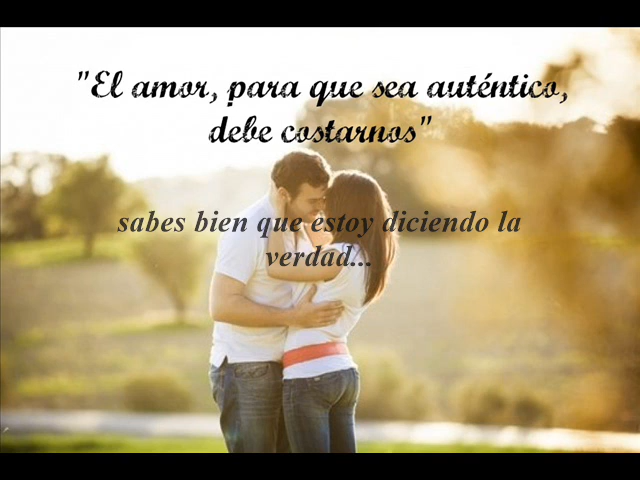 "El amor, para que sea auténtico,
debe costarnos"
sabes bien que estoy diciendo la
verdad...